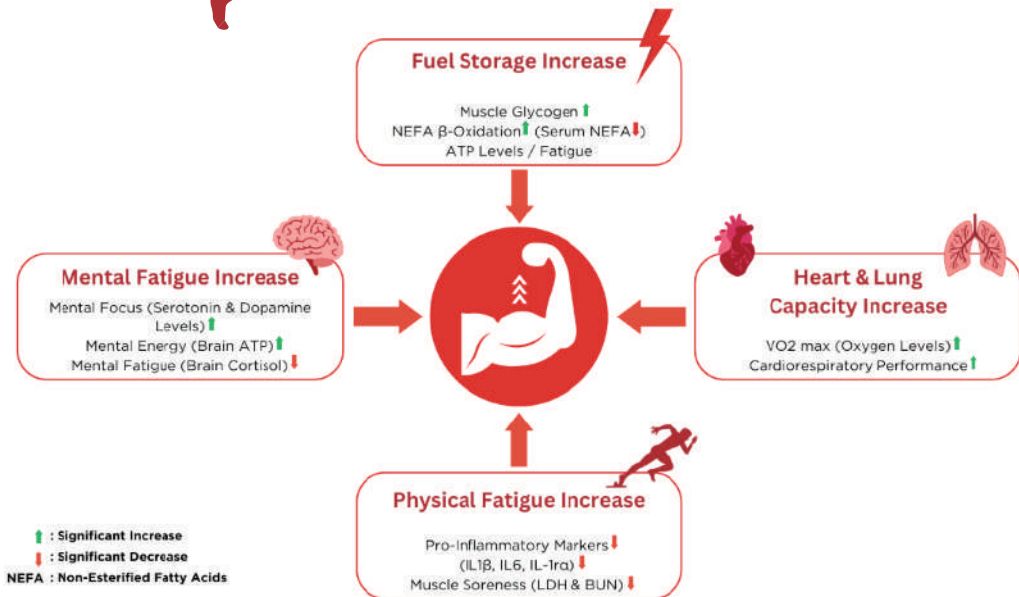 Fuel Storage Increase
Muscle Glycogen ⬆
NEFA β-Oxidation ⬆ (Serum NEFA ⬇)
ATP Levels / Fatigue
Mental Fatigue Increase
Mental Focus (Serotonin & Dopamine
Levels) ⬆
Mental Energy (Brain ATP) ⬆
Mental Fatigue (Brain Cortisol) ⬇
Heart & Lung
Capacity Increase
VO2 max (Oxygen Levels) ⬆
Cardiorespiratory Performance ⬆
Physical Fatigue Increase
Pro-Inflammatory Markers ⬇
(IL1β, IL6, IL-1rα) ⬇
Muscle Soreness (LDH & BUN) ⬇
⬆ : Significant Increase
⬇ : Significant Decrease
NEFA : Non-Esterified Fatty Acids